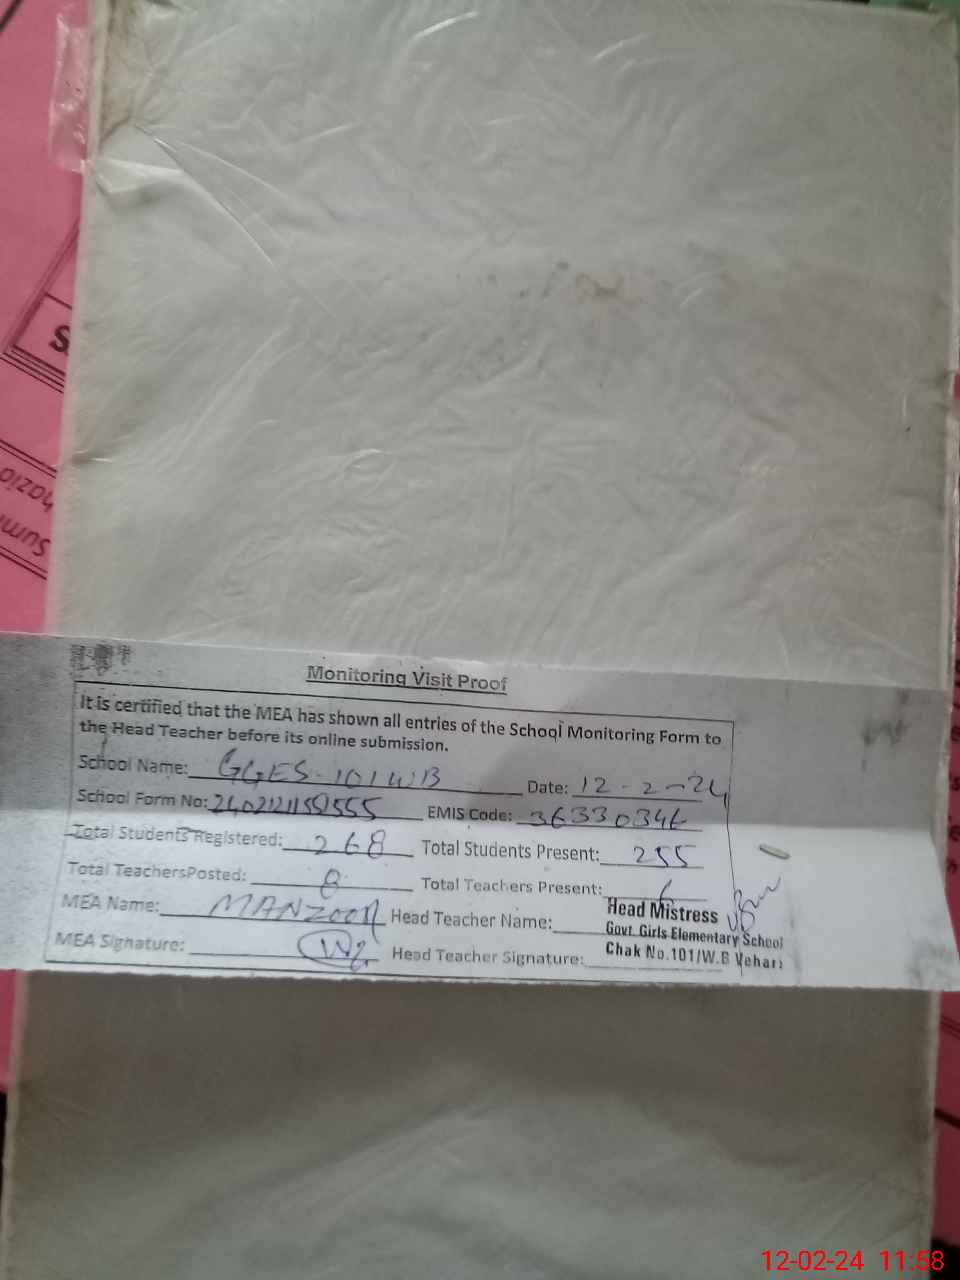 Monitoring Visit Proof
It is certified that the MEA has shown all entries of the School Monitoring Form to
the Head Teacher before its online submission.
School Name: GGES-101WB Date: 12-2-24
School Form No: EMIS Code: 36330346
Total Students Registered: 268 Total Students Present: 255
Total TeachersPosted: 8 Total Teachers Present: 6
MEA Name: MANZOOR Head Teacher Name: Head Mistress
Govt. Girls Elementary School
MEA Signature: Head Teacher Signature: Chak No.101/W.B Vehari
12-02-24 11:58